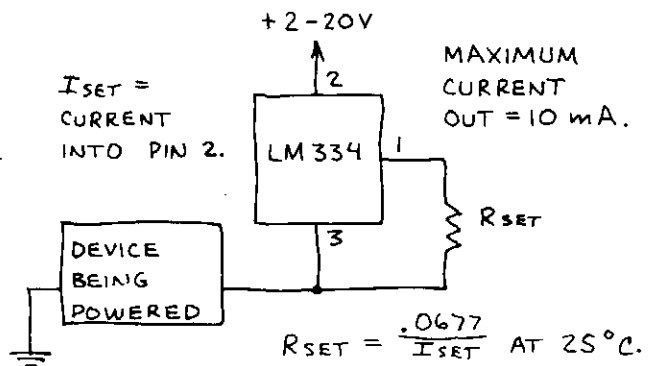 +2-20V
I SET =
CURRENT
INTO PIN 2.
2
MAXIMUM
CURRENT
OUT = 10 mA.
LM334
1
RSET
3
DEVICE
BEING
POWERED
RSET = .0677 / ISET AT 25°C.